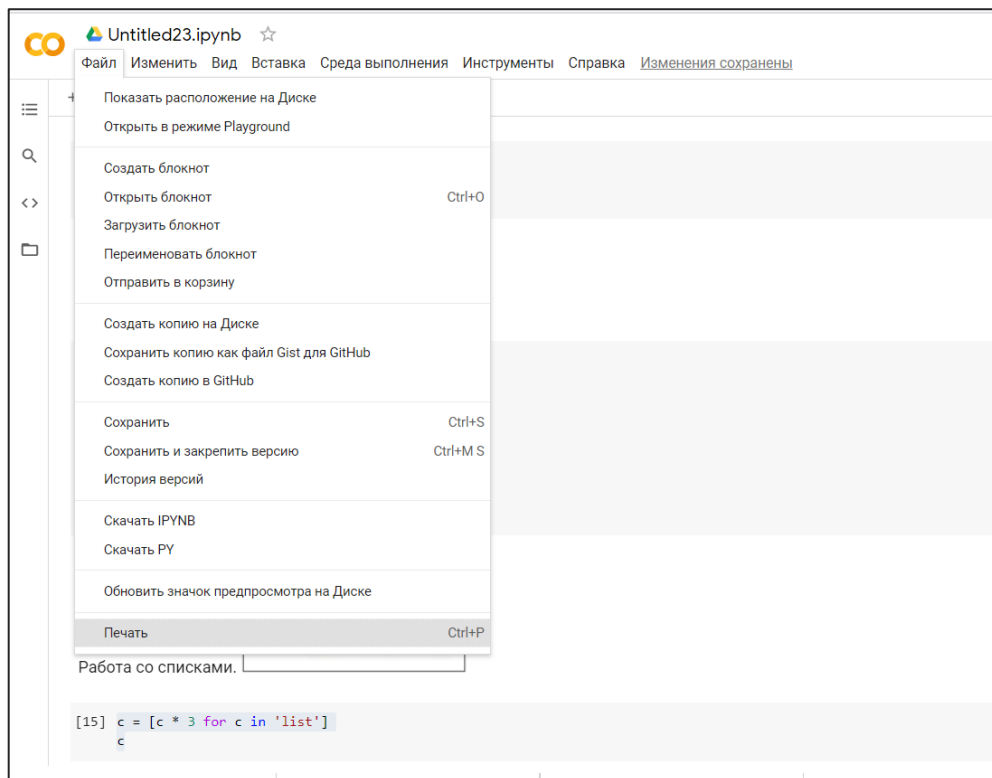 Untitled23.ipynb
Файл Изменить Вид Вставка Среда выполнения Инструменты Справка Изменения сохранены
Показать расположение на Диске
Открыть в режиме Playground
Создать блокнот
Открыть блокнот Ctrl+O
Загрузить блокнот
Переименовать блокнот
Отправить в корзину
Создать копию на Диске
Сохранить копию как файл Gist для GitHub
Создать копию в GitHub
Сохранить Ctrl+S
Сохранить и закрепить версию Ctrl+M S
История версий
Скачать IPYNB
Скачать PY
Обновить значок предпросмотра на Диске
Печать Ctrl+P
Работа со списками.
[15] c = [c * 3 for c in 'list']
c